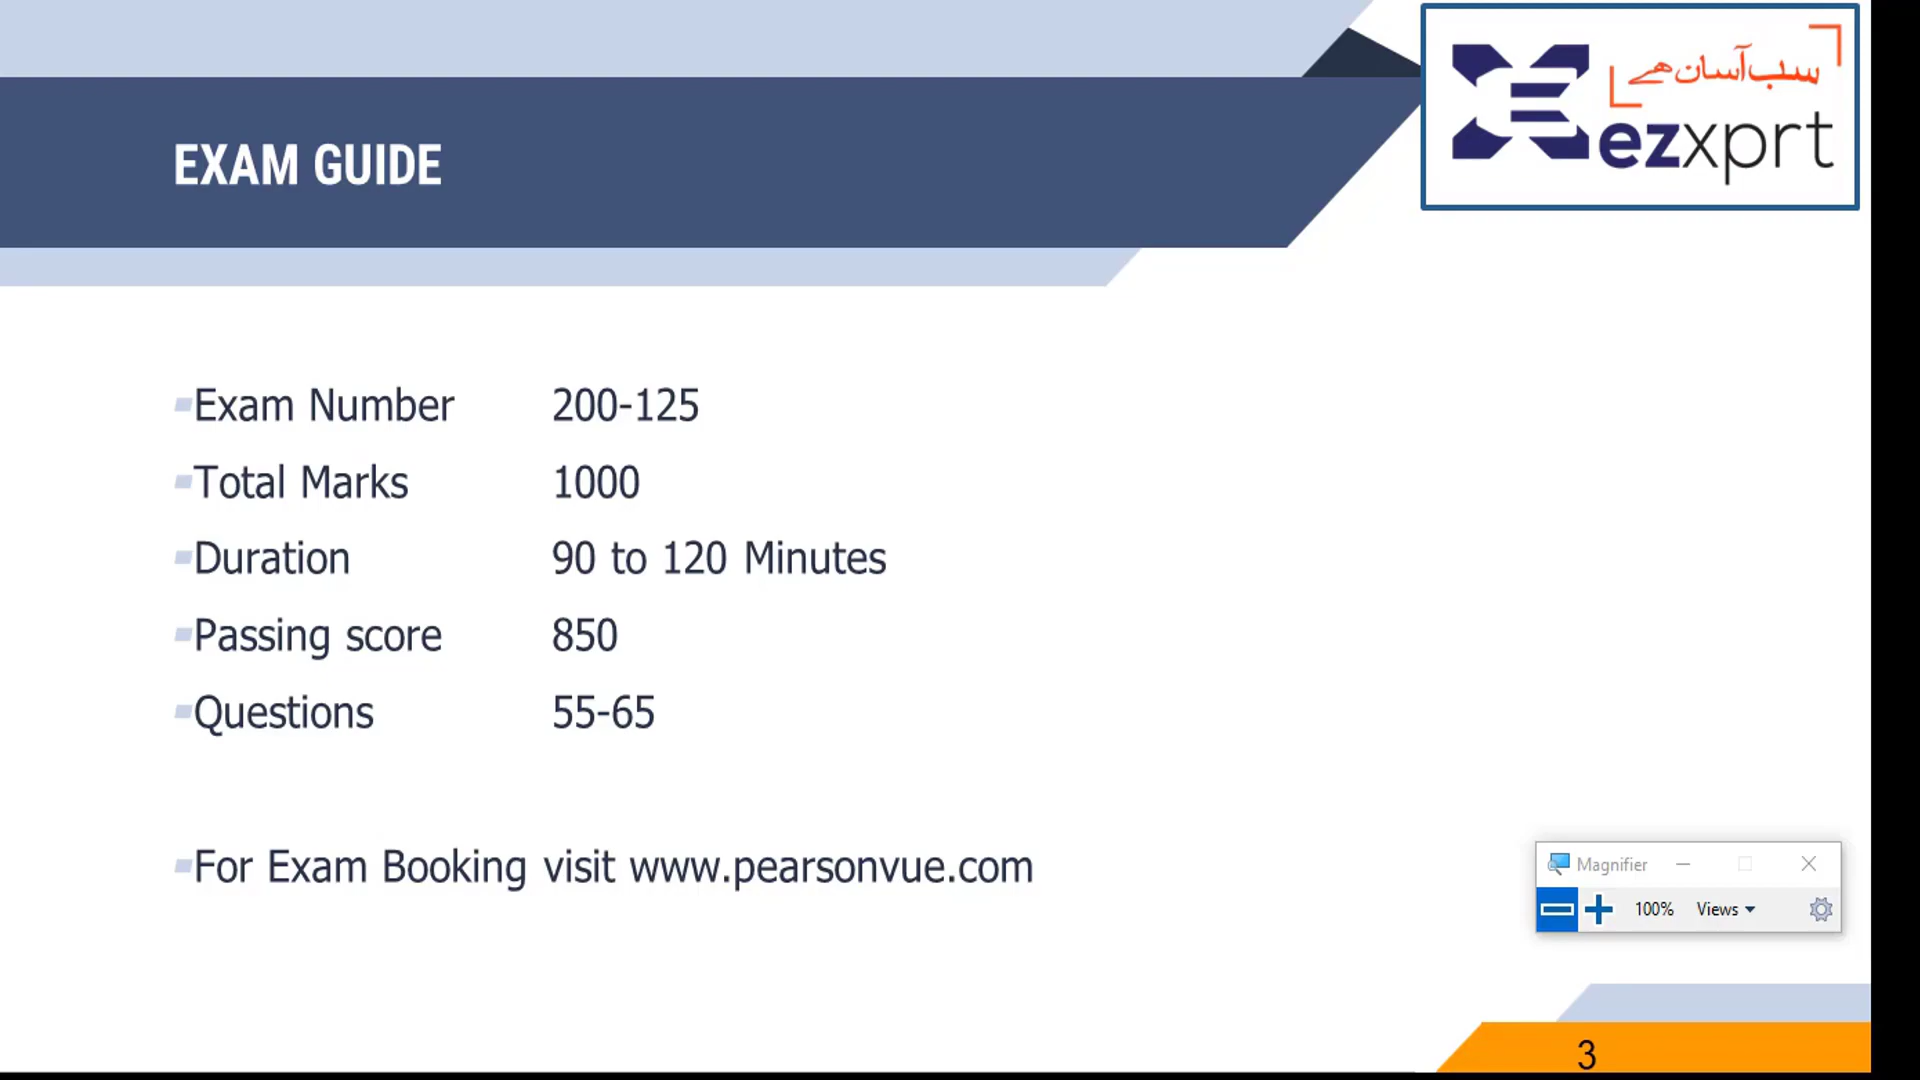 سب آسان ھے
ezxprt
EXAM GUIDE
Exam Number 200-125
Total Marks 1000
Duration 90 to 120 Minutes
Passing score 850
Questions 55-65
For Exam Booking visit www.pearsonvue.com
Magnifier
100% Views
3